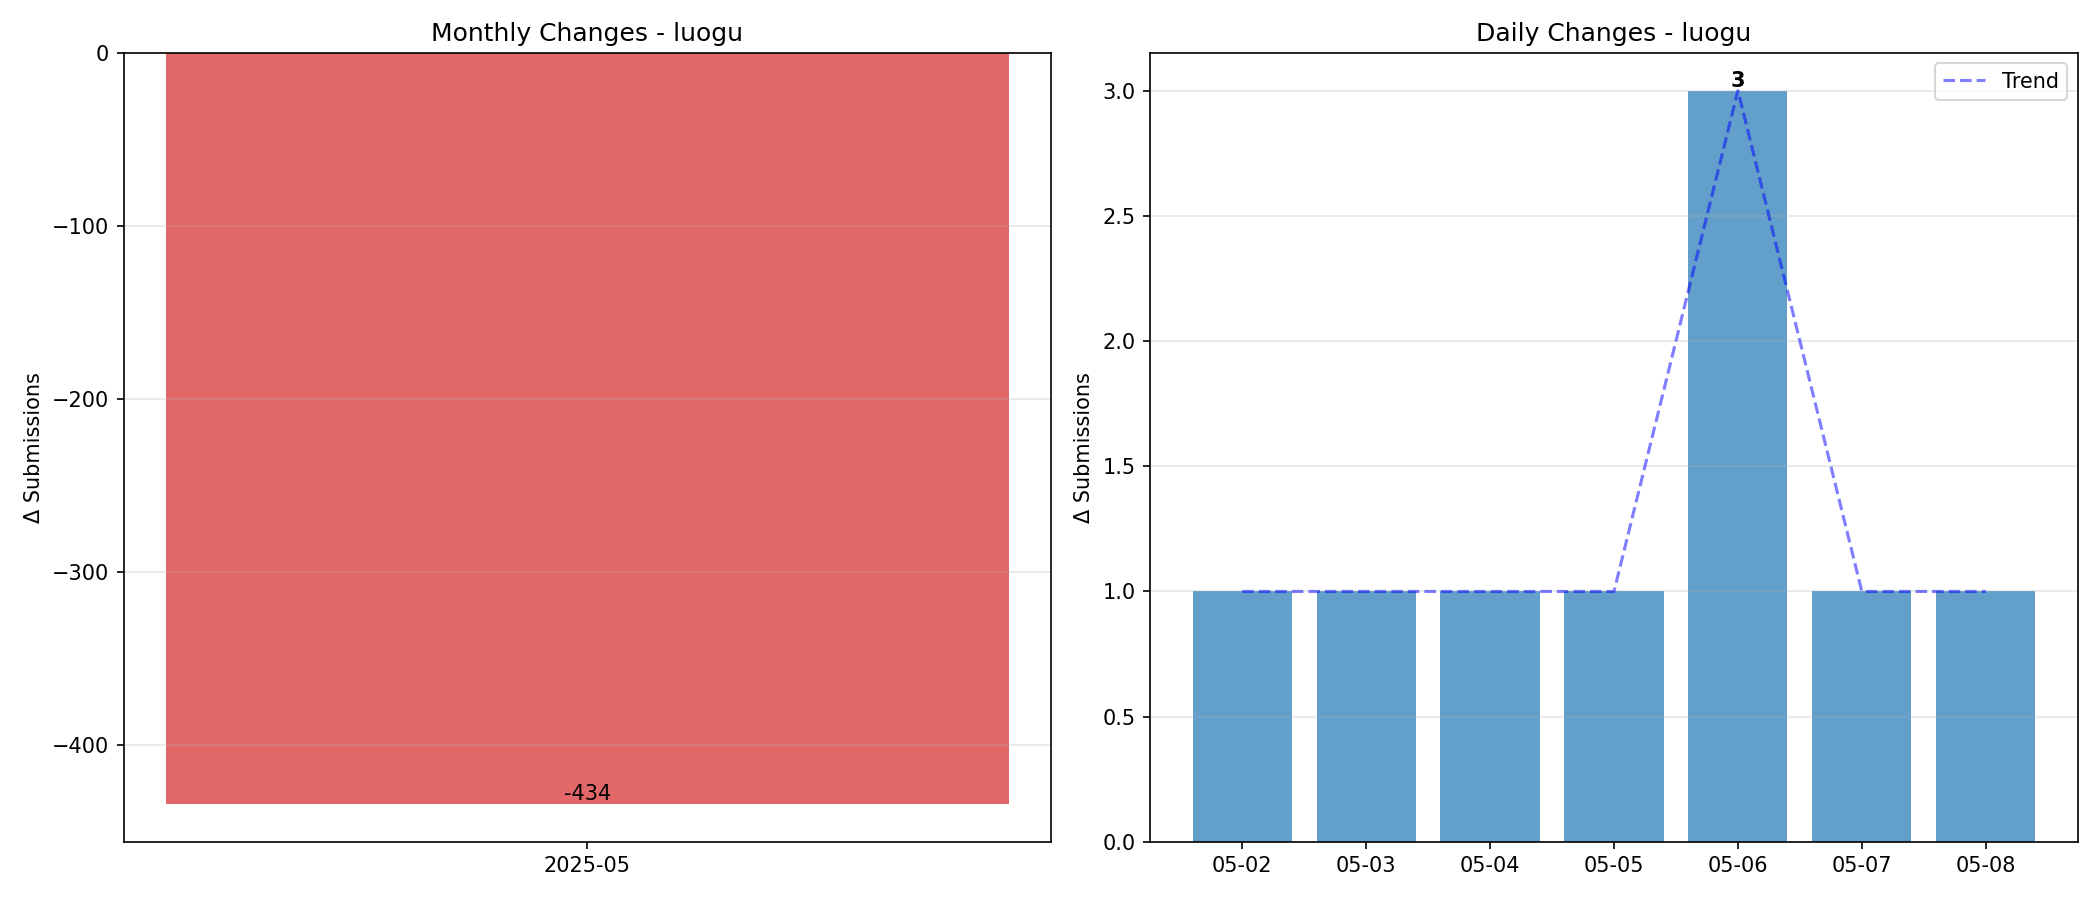 Monthly Changes - luogu
Δ Submissions
0
−100
−200
−300
−400
-434
2025-05
Daily Changes - luogu
Δ Submissions
3.0
2.5
2.0
1.5
1.0
0.5
0.0
3
Trend
05-02 05-03 05-04 05-05 05-06 05-07 05-08